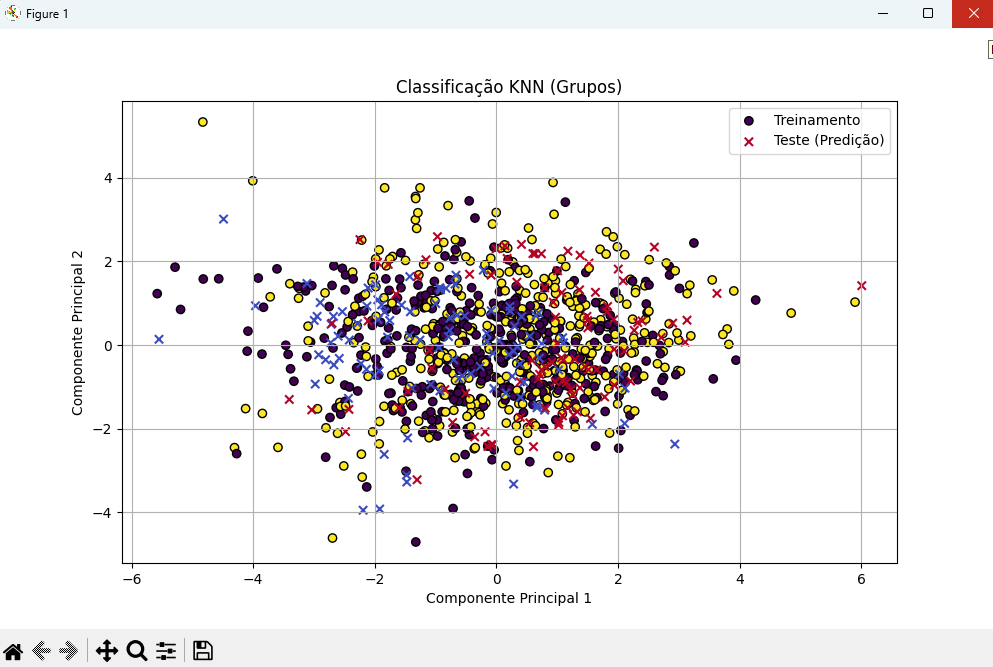 Figure 1
Classificação KNN (Grupos)
Treinamento
Teste (Predição)
Componente Principal 2
4
2
0
−2
−4
−6
−4
−2
0
2
4
6
Componente Principal 1